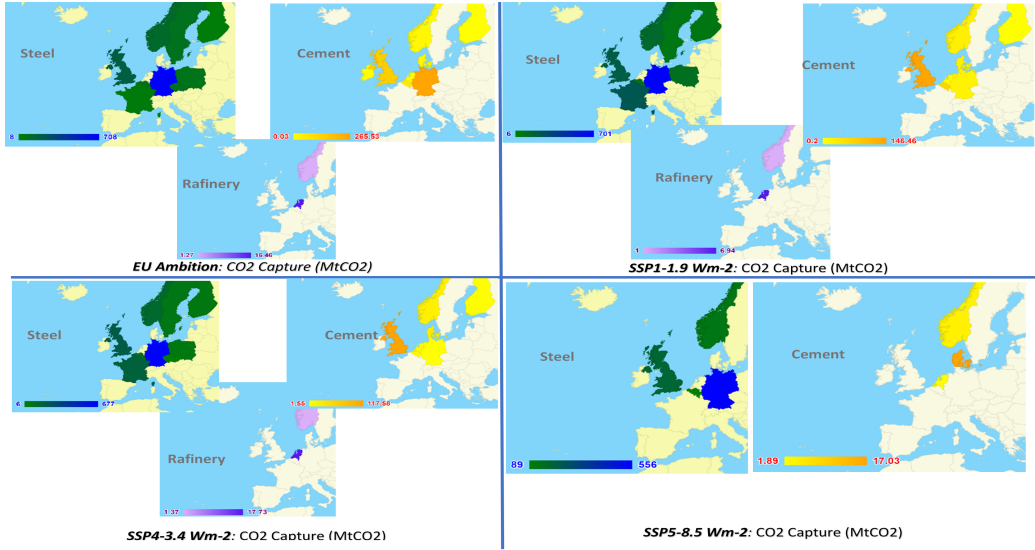 Steel
Cement
8 708
0.03 265.53
Rafinery
1.27 16.46
EU Ambition: CO2 Capture (MtCO2)
Steel
Cement
6 701
0.2 146.46
Rafinery
1 6.94
SSP1-1.9 Wm-2: CO2 Capture (MtCO2)
Steel
Cement
6 677
1.55 117.58
Rafinery
1.37 17.73
SSP4-3.4 Wm-2: CO2 Capture (MtCO2)
Steel
Cement
89 556
1.89 17.03
SSP5-8.5 Wm-2: CO2 Capture (MtCO2)